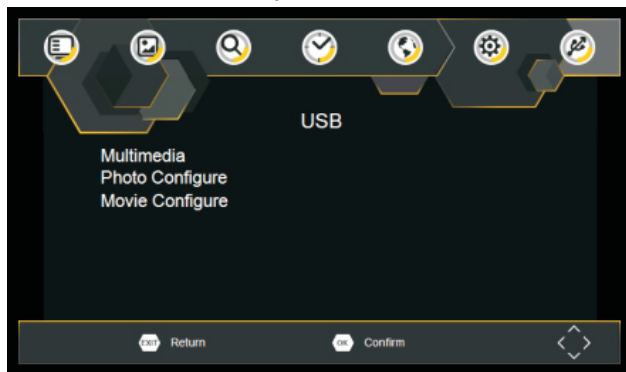 USB
Multimedia
Photo Configure
Movie Configure
EXIT Return OK Confirm